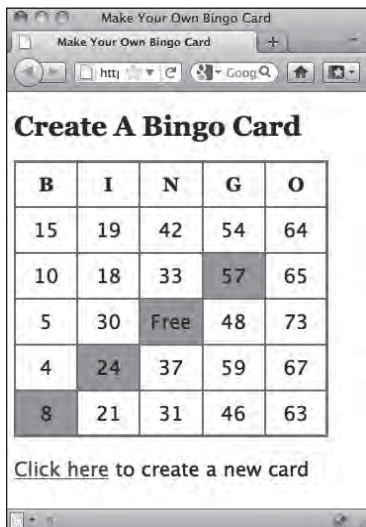 Make Your Own Bingo Card
Make Your Own Bingo Card +
http
Goog
Create A Bingo Card
B I N G O
15 19 42 54 64
10 18 33 57 65
5 30 Free 48 73
4 24 37 59 67
8 21 31 46 63
Click here to create a new card